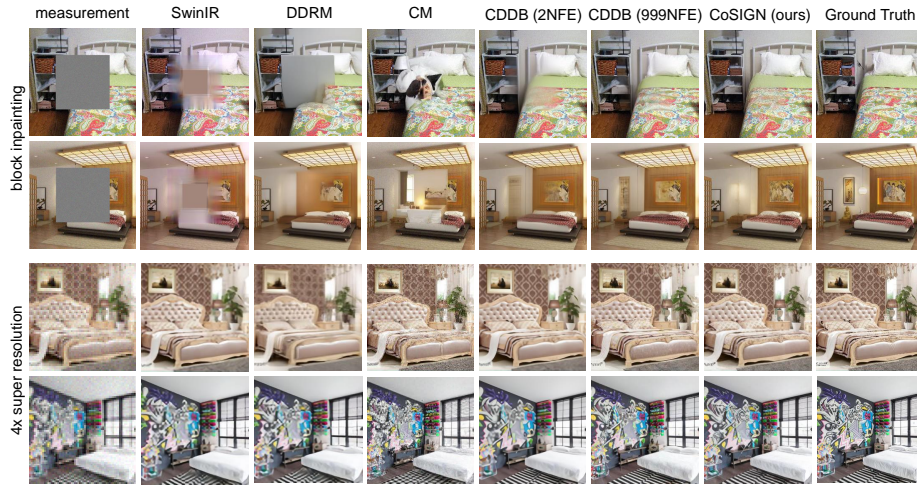 measurement SwinIR DDRM CM CDDB (2NFE) CDDB (999NFE) CoSIGN (ours) Ground Truth
block inpainting
4x super resolution